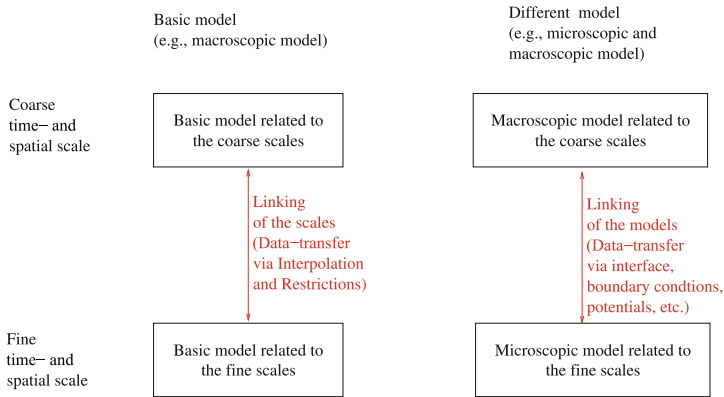 Basic model
(e.g., macroscopic model)
Different model
(e.g., microscopic and
macroscopic model)
Coarse
time− and
spatial scale
Basic model related to
the coarse scales
Macroscopic model related to
the coarse scales
Linking
of the scales
(Data−transfer
via Interpolation
and Restrictions)
Linking
of the models
(Data−transfer
via interface,
boundary condtions,
potentials, etc.)
Fine
time− and
spatial scale
Basic model related to
the fine scales
Microscopic model related to
the fine scales